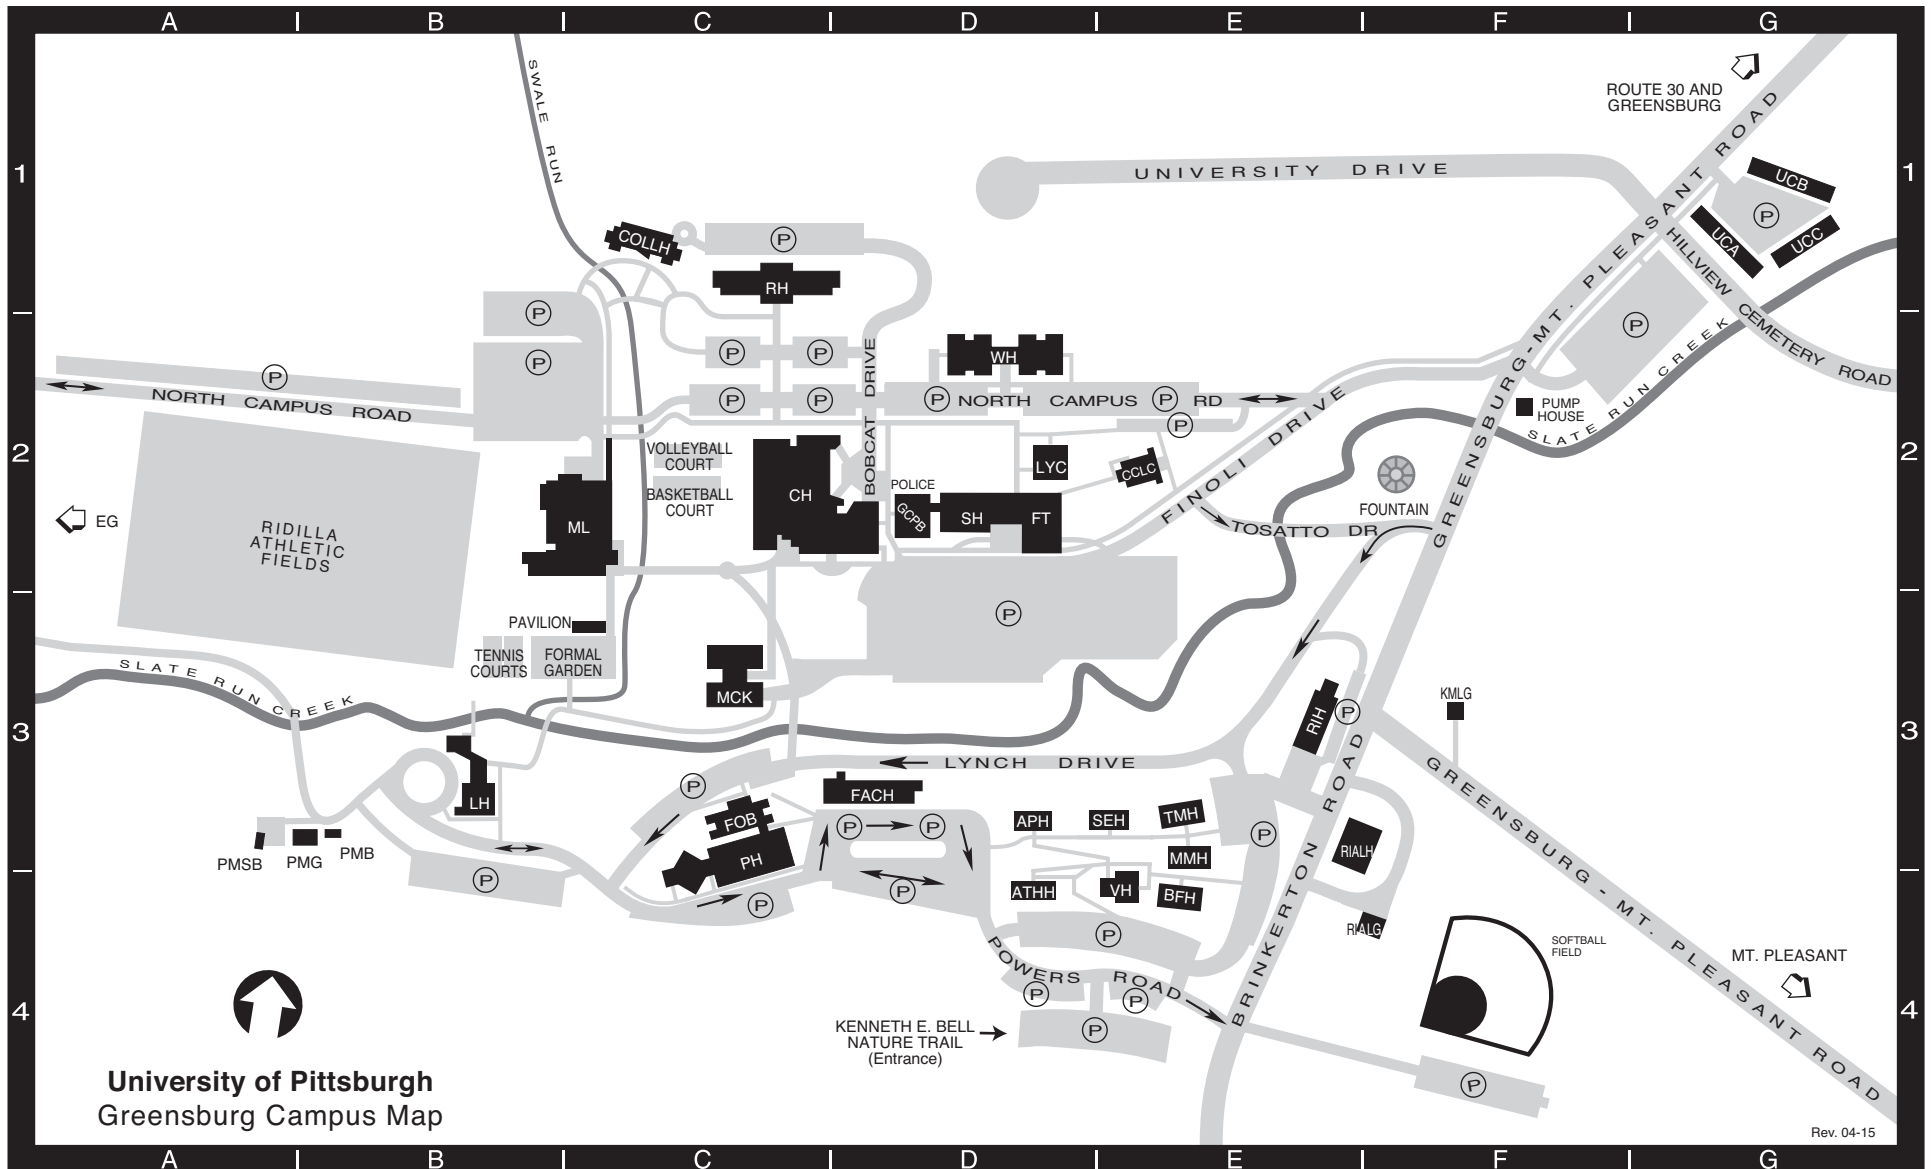 A B C D E F G
ROUTE 30 AND
GREENSBURG
SWALE RUN
GREENSBURG-MT. PLEASANT ROAD
1
1
UNIVERSITY DRIVE
UCB
P
UCA
UCC
HILLVIEW CEMETERY ROAD
COLLH
P
RH
P
P
P
P
P
P
P
P
WH
BOBCAT DRIVE
P
NORTH CAMPUS ROAD
P
NORTH CAMPUS
P
RD
P
FINOLI DRIVE
PUMP
HOUSE
SLATE RUN CREEK
2
2
VOLLEYBALL
COURT
BASKETBALL
COURT
CH
LYC
CCLC
POLICE
GCPB
SH
FT
FOUNTAIN
TOSATTO DR
EG
RIDILLA
ATHLETIC
FIELDS
ML
P
PAVILION
TENNIS
COURTS
FORMAL
GARDEN
SLATE RUN CREEK
MCK
RIH
P
KMLG
3
3
LYNCH DRIVE
GREENSBURG - MT. PLEASANT ROAD
P
LH
FACH
FOB
PH
P
P
APH
SEH
TMH
P
MMH
RIALH
PMSB
PMG
PMB
P
P
P
ATHH
VH
BFH
RIALG
P
POWERS ROAD
P
P
BRINKERTON ROAD
SOFTBALL
FIELD
MT. PLEASANT
4
4
KENNETH E. BELL
NATURE TRAIL
(Entrance)
P
P
University of Pittsburgh
Greensburg Campus Map
Rev. 04-15
A B C D E F G